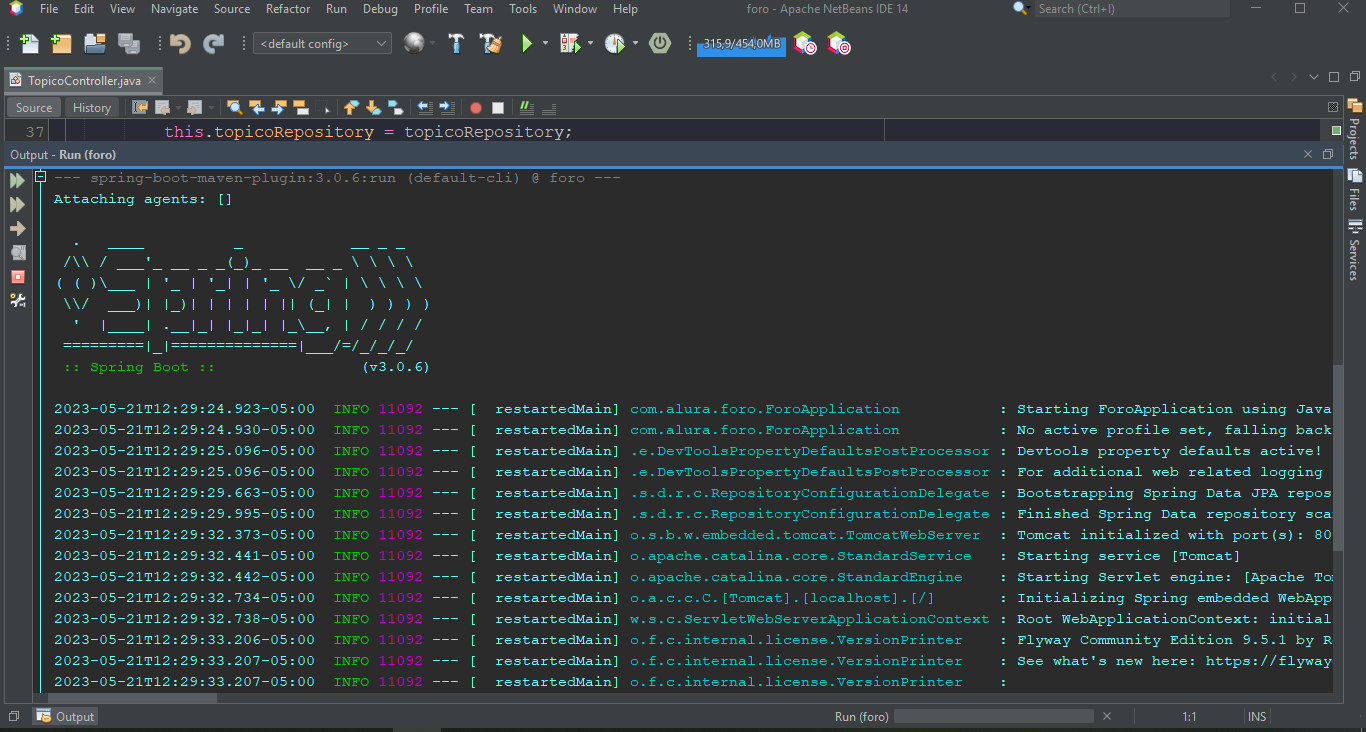 File Edit View Navigate Source Refactor Run Debug Profile Team Tools Window Help foro - Apache NetBeans IDE 14 Search (Ctrl+I)
<default config> 315,9/454,0MB
TopicoController.java
Source History
37 this.topicoRepository = topicoRepository;
Output - Run (foro)
--- spring-boot-maven-plugin:3.0.6:run (default-cli) @ foro ---
Attaching agents: []
  .   ____          _            __ _ _
 /\\ / ___'_ __ _ _(_)_ __  __ _ \ \ \ \
( ( )\___ | '_ | '_| | '_ \/ _` | \ \ \ \
 \\/  ___)| |_)| | | | | || (_| |  ) ) ) )
  '  |____| .__|_| |_|_| |_\__, | / / / /
 =========|_|==============|___/=/_/_/_/
 :: Spring Boot ::                (v3.0.6)
2023-05-21T12:29:24.923-05:00  INFO 11092 --- [  restartedMain] com.alura.foro.ForoApplication           : Starting ForoApplication using Java
2023-05-21T12:29:24.930-05:00  INFO 11092 --- [  restartedMain] com.alura.foro.ForoApplication           : No active profile set, falling back
2023-05-21T12:29:25.096-05:00  INFO 11092 --- [  restartedMain] .e.DevToolsPropertyDefaultsPostProcessor : Devtools property defaults active!
2023-05-21T12:29:25.096-05:00  INFO 11092 --- [  restartedMain] .e.DevToolsPropertyDefaultsPostProcessor : For additional web related logging
2023-05-21T12:29:29.663-05:00  INFO 11092 --- [  restartedMain] .s.d.r.c.RepositoryConfigurationDelegate : Bootstrapping Spring Data JPA repos
2023-05-21T12:29:29.995-05:00  INFO 11092 --- [  restartedMain] .s.d.r.c.RepositoryConfigurationDelegate : Finished Spring Data repository sca
2023-05-21T12:29:32.373-05:00  INFO 11092 --- [  restartedMain] o.s.b.w.embedded.tomcat.TomcatWebServer  : Tomcat initialized with port(s): 80
2023-05-21T12:29:32.441-05:00  INFO 11092 --- [  restartedMain] o.apache.catalina.core.StandardService   : Starting service [Tomcat]
2023-05-21T12:29:32.442-05:00  INFO 11092 --- [  restartedMain] o.apache.catalina.core.StandardEngine    : Starting Servlet engine: [Apache Tom
2023-05-21T12:29:32.734-05:00  INFO 11092 --- [  restartedMain] o.a.c.c.C.[Tomcat].[localhost].[/]       : Initializing Spring embedded WebApp
2023-05-21T12:29:32.738-05:00  INFO 11092 --- [  restartedMain] w.s.c.ServletWebServerApplicationContext : Root WebApplicationContext: initial
2023-05-21T12:29:33.206-05:00  INFO 11092 --- [  restartedMain] o.f.c.internal.license.VersionPrinter    : Flyway Community Edition 9.5.1 by R
2023-05-21T12:29:33.207-05:00  INFO 11092 --- [  restartedMain] o.f.c.internal.license.VersionPrinter    : See what's new here: https://flyway
2023-05-21T12:29:33.207-05:00  INFO 11092 --- [  restartedMain] o.f.c.internal.license.VersionPrinter    :
Projects
Files
Services
Output Run (foro) 1:1 INS